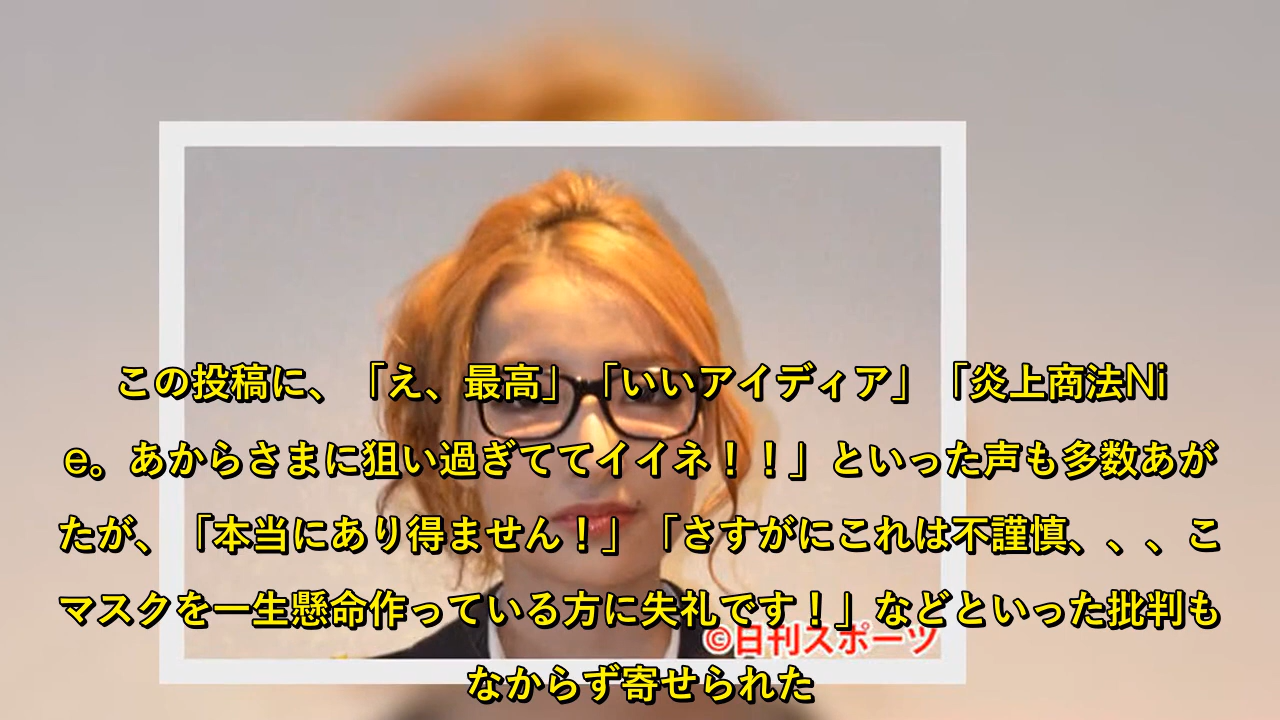 この投稿に、「え、最高」「いいアイディア」「炎上商法Ni
e。あからさまに狙い過ぎててイイネ！！」といった声も多数あが
たが、「本当にあり得ません！」「さすがにこれは不謹慎、、、こ
マスクを一生懸命作っている方に失礼です！」などといった批判も
©日刊スポーツ
なからず寄せられた